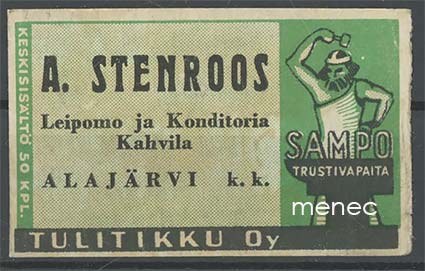 KESKISISÄLTÖ 50 KPL.
A. STENROOS
Leipomo ja Konditoria
Kahvila
ALAJÄRVI k. k.
SAMPO
TRUSTIVAPAITA
menec
TULITIKKU Oy